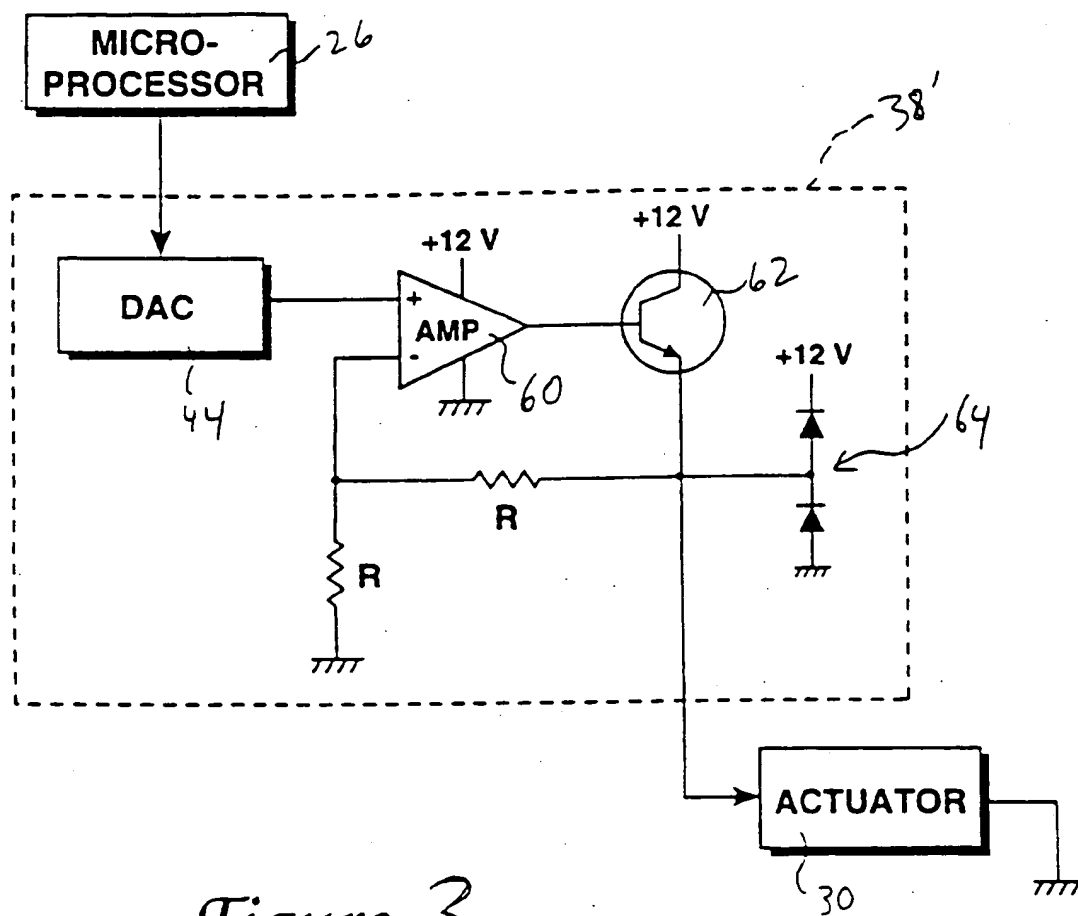 MICRO-
PROCESSOR
26
38'
DAC
44
+12 V
+
AMP
-
60
+12 V
62
+12 V
64
R
R
ACTUATOR
30
Figure 3